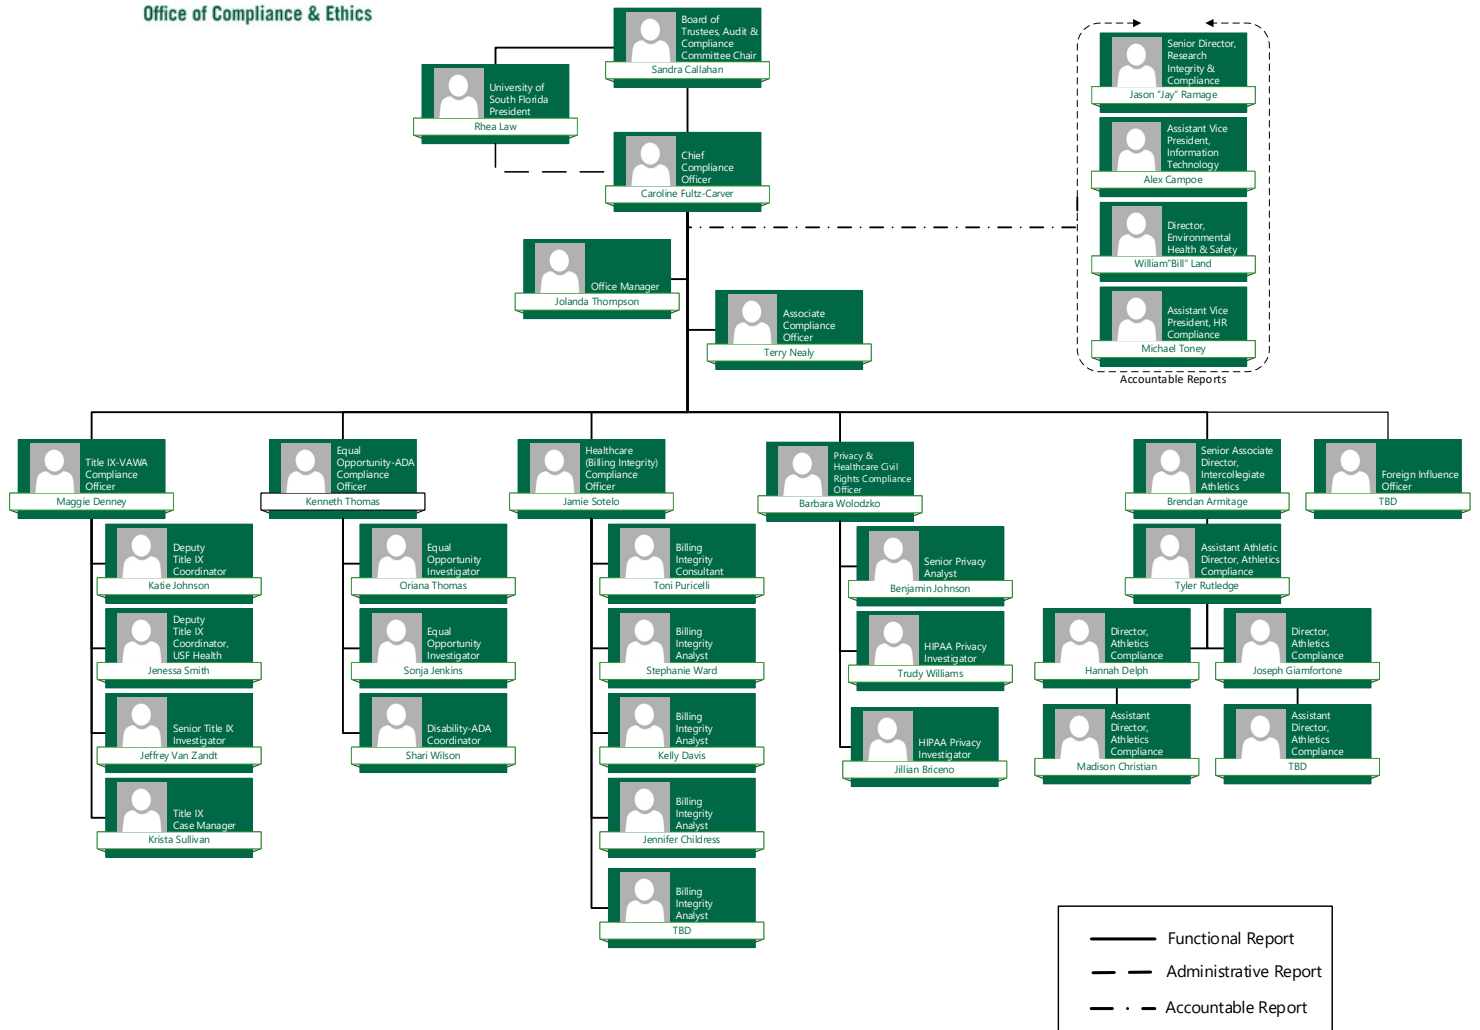 Office of Compliance & Ethics
Board of
Trustees, Audit &
Compliance
Committee Chair
Sandra Callahan
University of
South Florida
President
Rhea Law
Chief
Compliance
Officer
Caroline Fultz-Carver
Senior Director,
Research
Integrity &
Compliance
Jason "Jay" Ramage
Assistant Vice
President,
Information
Technology
Alex Campoe
Director,
Environmental
Health & Safety
William"Bill" Land
Assistant Vice
President, HR
Compliance
Michael Toney
Accountable Reports
Office Manager
Jolanda Thompson
Associate
Compliance
Officer
Terry Nealy
Title IX-VAWA
Compliance
Officer
Maggie Denney
Deputy
Title IX
Coordinator
Katie Johnson
Deputy
Title IX
Coordinator,
USF Health
Jenessa Smith
Senior Title IX
Investigator
Jeffrey Van Zandt
Title IX
Case Manager
Krista Sullivan
Equal
Opportunity-ADA
Compliance
Officer
Kenneth Thomas
Equal
Opportunity
Investigator
Oriana Thomas
Equal
Opportunity
Investigator
Sonja Jenkins
Disability-ADA
Coordinator
Shari Wilson
Healthcare
(Billing Integrity)
Compliance
Officer
Jamie Sotelo
Billing
Integrity
Consultant
Toni Puricelli
Billing
Integrity
Analyst
Stephanie Ward
Billing
Integrity
Analyst
Kelly Davis
Billing
Integrity
Analyst
Jennifer Childress
Billing
Integrity
Analyst
TBD
Privacy &
Healthcare Civil
Rights Compliance
Officer
Barbara Wolodzko
Senior Privacy
Analyst
Benjamin Johnson
HIPAA Privacy
Investigator
Trudy Williams
HIPAA Privacy
Investigator
Jillian Briceno
Senior Associate
Director,
Intercollegiate
Athletics
Brendan Armitage
Assistant Athletic
Director, Athletics
Compliance
Tyler Rutledge
Director,
Athletics
Compliance
Hannah Delph
Assistant
Director,
Athletics
Compliance
Madison Christian
Director,
Athletics
Compliance
Joseph Giamfortone
Assistant
Director,
Athletics
Compliance
TBD
Foreign Influence
Officer
TBD
Functional Report
Administrative Report
Accountable Report